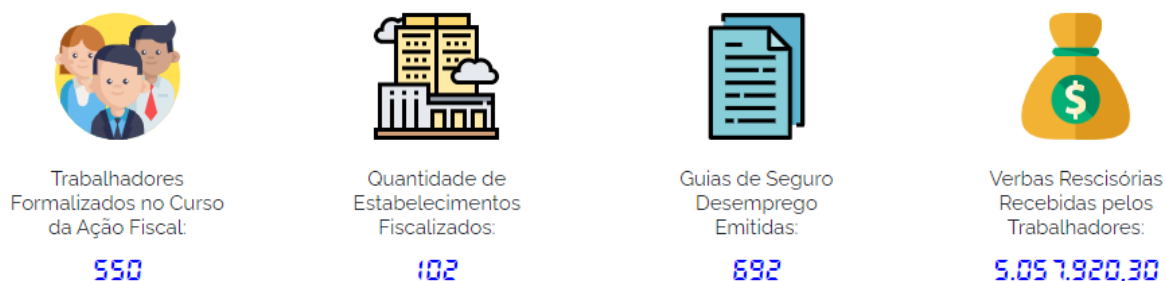 Trabalhadores
Formalizados no Curso
da Ação Fiscal:
550
Quantidade de
Estabelecimentos
Fiscalizados:
102
Guias de Seguro
Desemprego
Emitidas:
692
$
Verbas Rescisórias
Recebidas pelos
Trabalhadores:
5.057.920,30